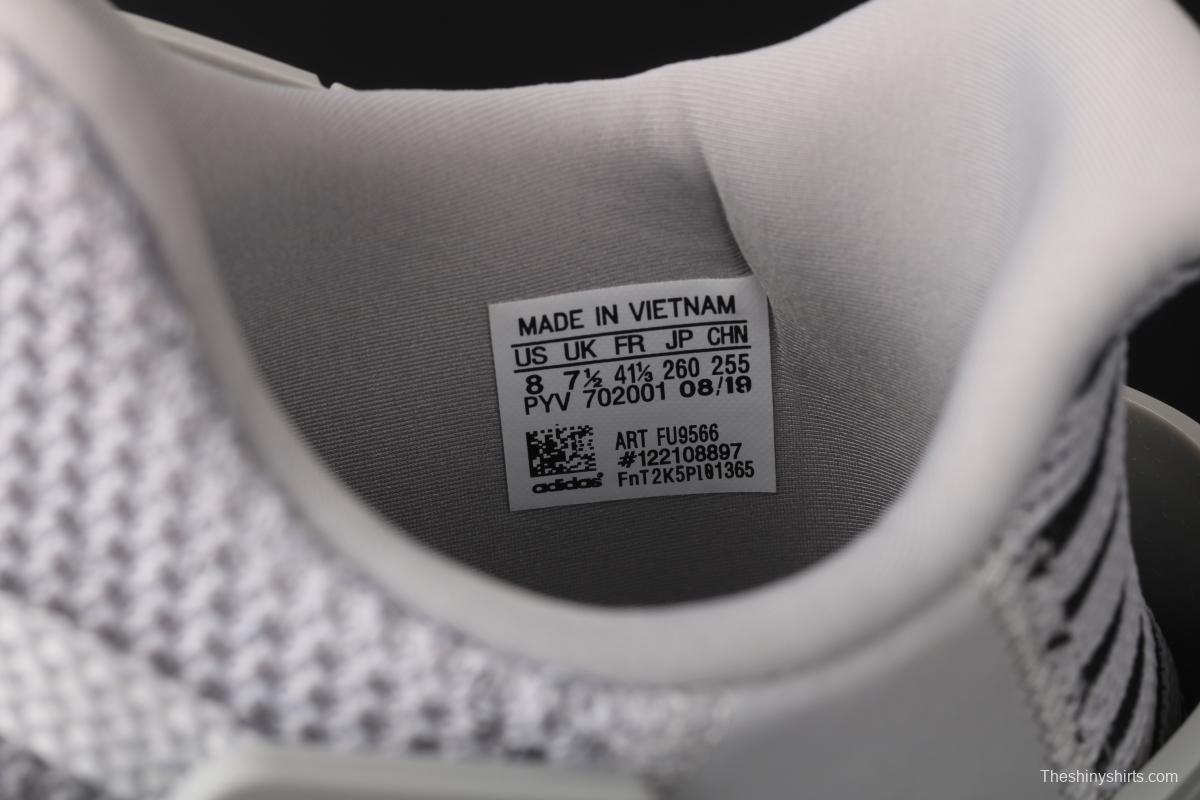 MADE IN VIETNAM
US UK FR JP CHN
8 7½ 41⅓ 260 255
PYV 702001 08/19
ART FU9566
#122108897
adidas® FnT2K5Pl01365
Theshinyshirts.com